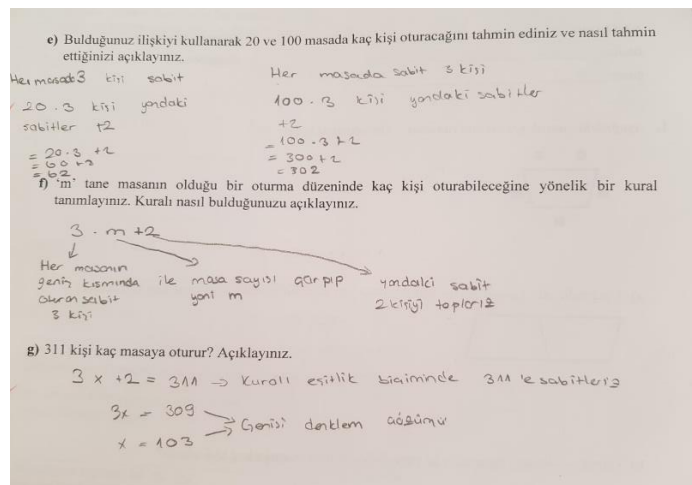 e) Bulduğunuz ilişkiyi kullanarak 20 ve 100 masada kaç kişi oturacağını tahmin ediniz ve nasıl tahmin
ettiğinizi açıklayınız.
Her masada 3 kişi sabit
20 . 3 kişi yandaki
sabitler +2
= 20.3 +2
= 60 +2
= 62
Her masada sabit 3 kişi
100 . 3 kişi yandaki sabitler
+2
= 100.3 +2
= 300+2
= 302
f) 'm' tane masanın olduğu bir oturma düzeninde kaç kişi oturabileceğine yönelik bir kural
tanımlayınız. Kuralı nasıl bulduğunuzu açıklayınız.
3 . m +2
Her masanın
geniş kısmında
oturan sabit
3 kişi
ile masa sayısı çarpıp
yani m
yandaki sabit
2 kişiyi toplarız
g) 311 kişi kaç masaya oturur? Açıklayınız.
3x +2 = 311 → Kuralı eşitlik biçiminde 311'e sabitleriz
3x = 309
x = 103
Gerisi denklem çözümü